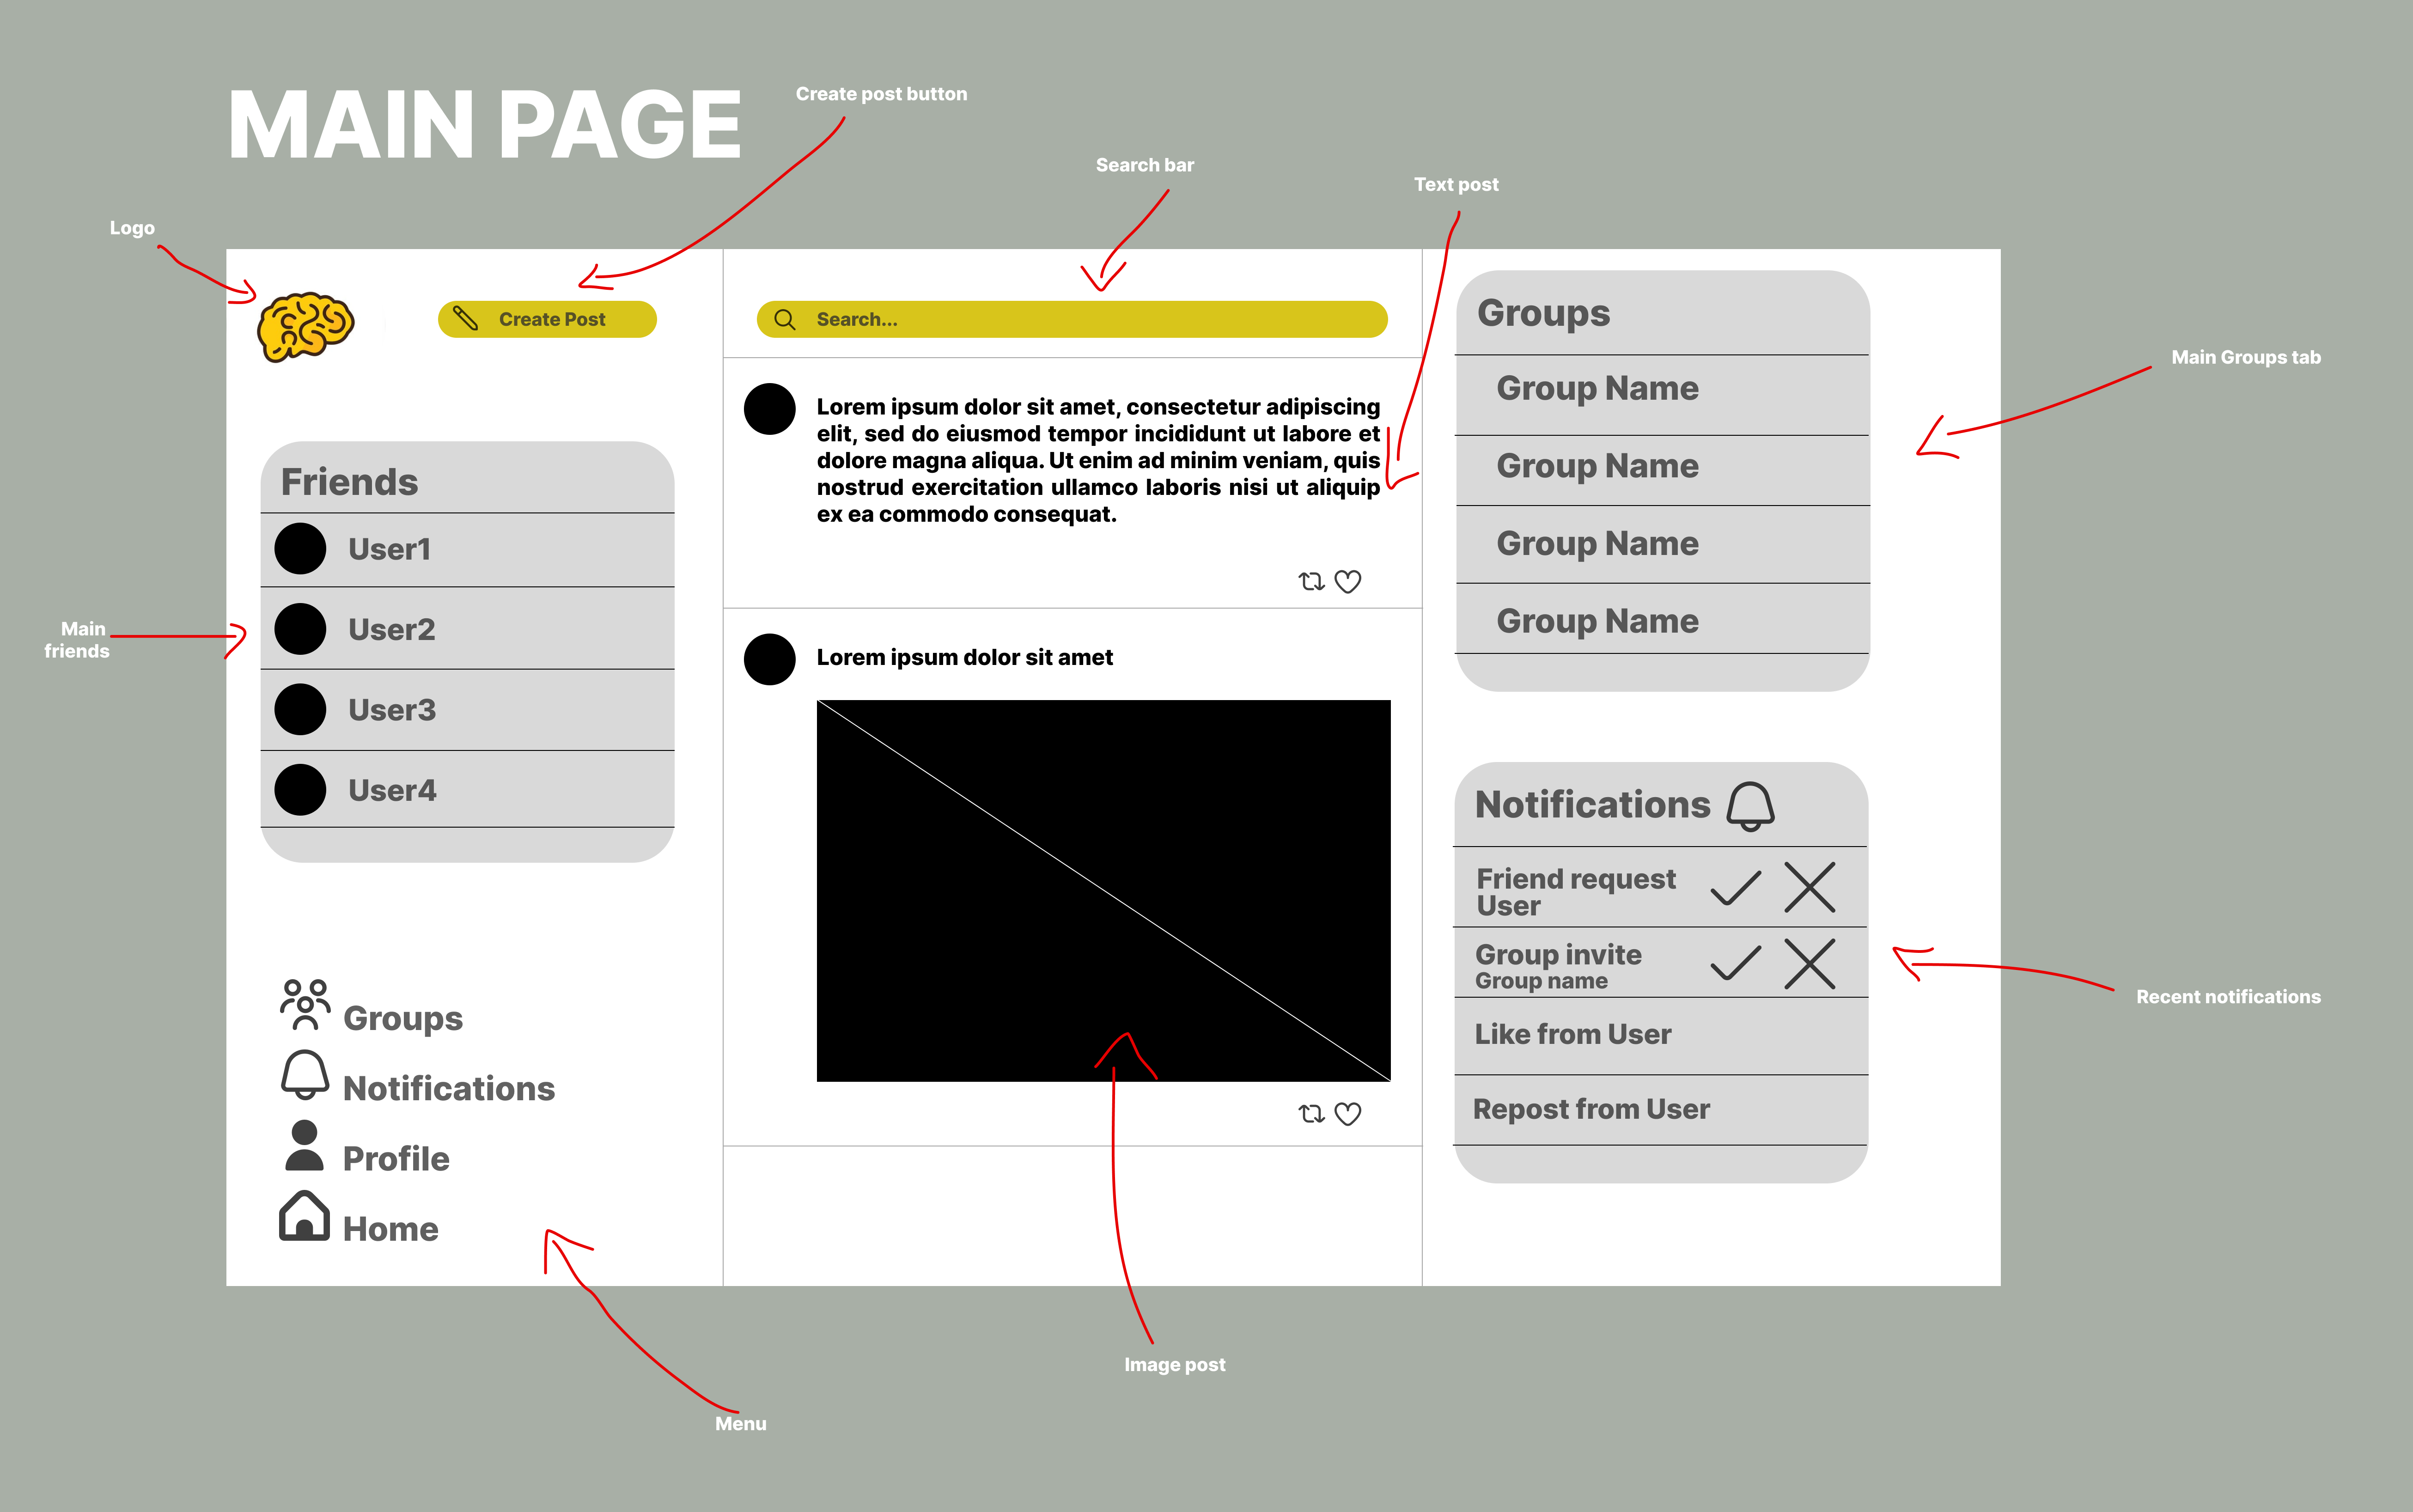 MAIN PAGE
Create post button
Search bar
Text post
Logo
Create Post
Search...
Friends
User1
User2
User3
User4
Main
friends
Groups
Notifications
Profile
Home
Menu
Lorem ipsum dolor sit amet, consectetur adipiscing
elit, sed do eiusmod tempor incididunt ut labore et
dolore magna aliqua. Ut enim ad minim veniam, quis
nostrud exercitation ullamco laboris nisi ut aliquip
ex ea commodo consequat.
Lorem ipsum dolor sit amet
Image post
Groups
Group Name
Group Name
Group Name
Group Name
Main Groups tab
Notifications
Friend request
User
Group invite
Group name
Like from User
Repost from User
Recent notifications